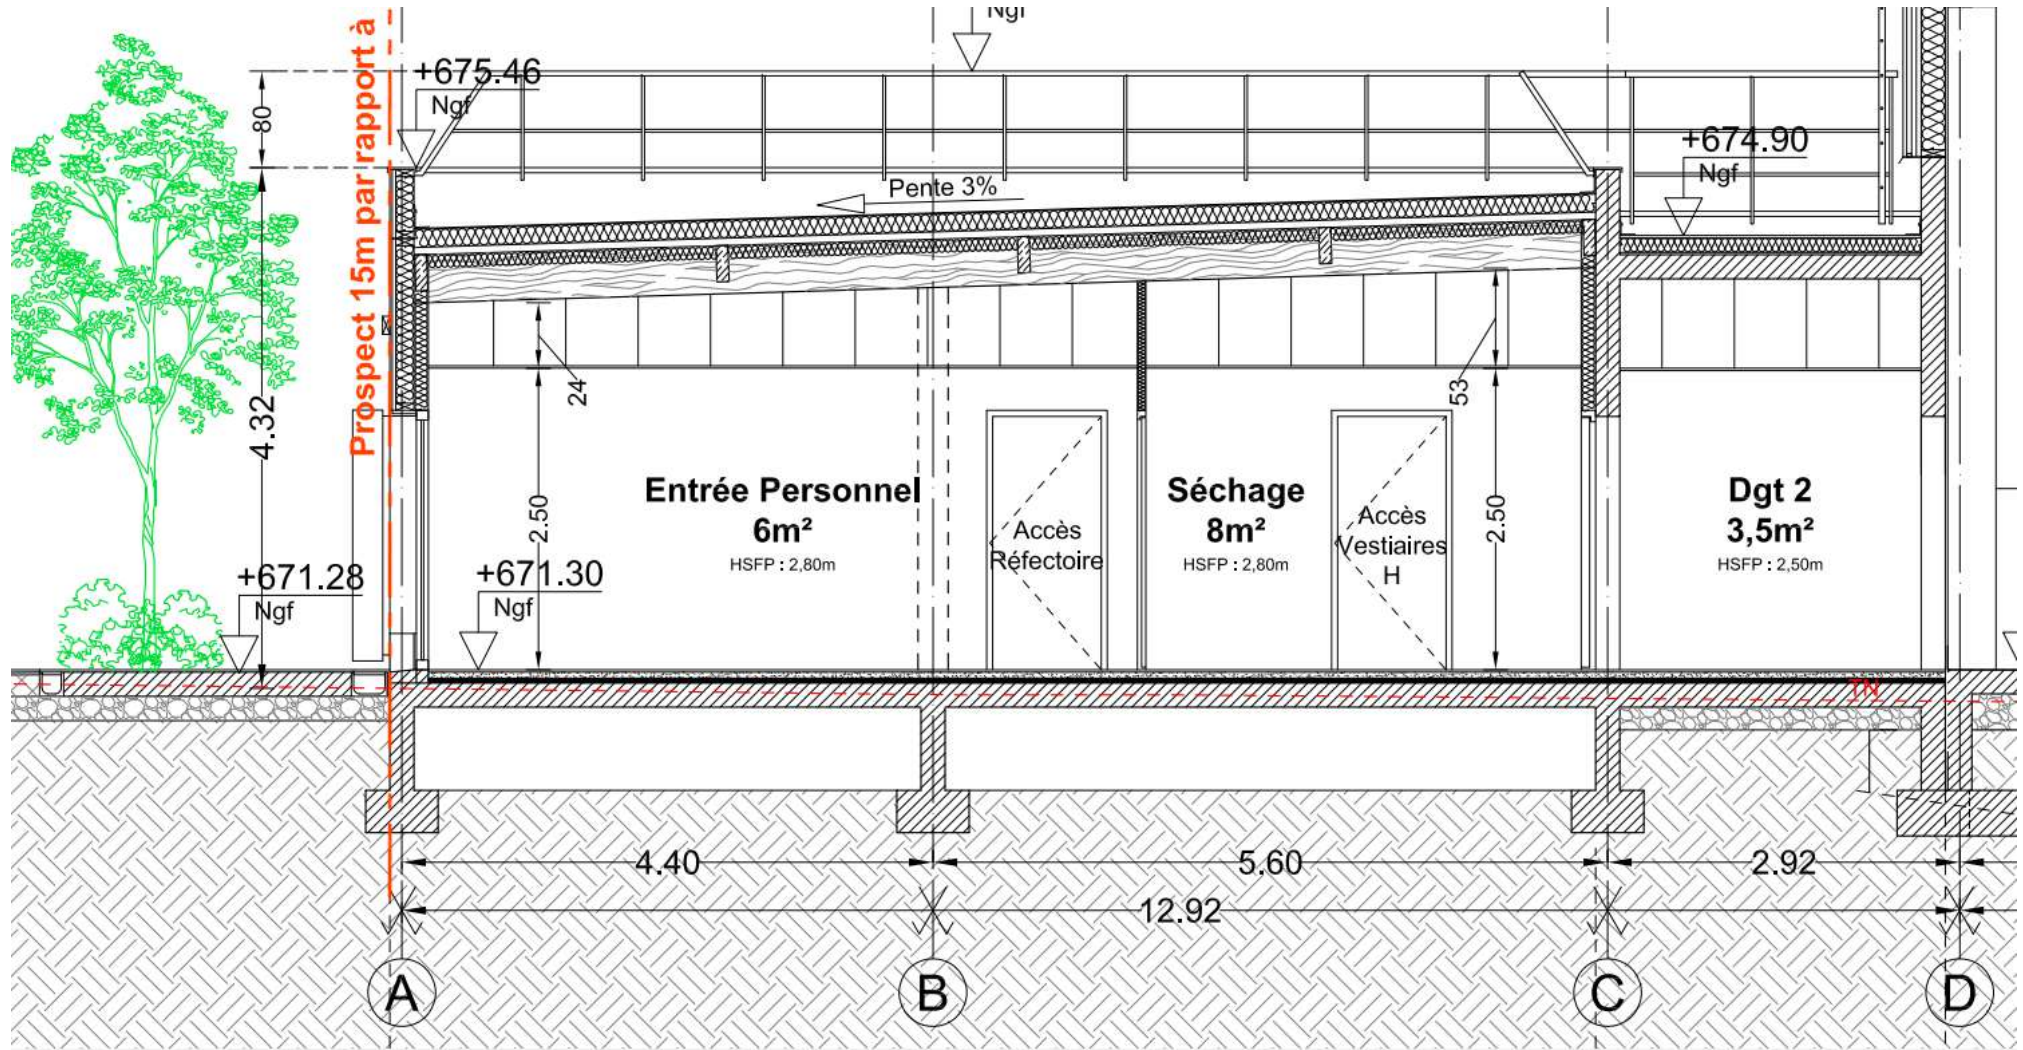 Ngf
Prospect 15m par rapport à
+675.46
Ngf
80
+674.90
Ngf
Pente 3%
4.32
24
53
2.50
2.50
Entrée Personnel
6m²
HSFP : 2,80m
Accès
Réfectoire
Séchage
8m²
HSFP : 2,80m
Accès
Vestiaires
H
Dgt 2
3,5m²
HSFP : 2,50m
+671.28
Ngf
+671.30
Ngf
TN
4.40
5.60
2.92
12.92
A
B
C
D